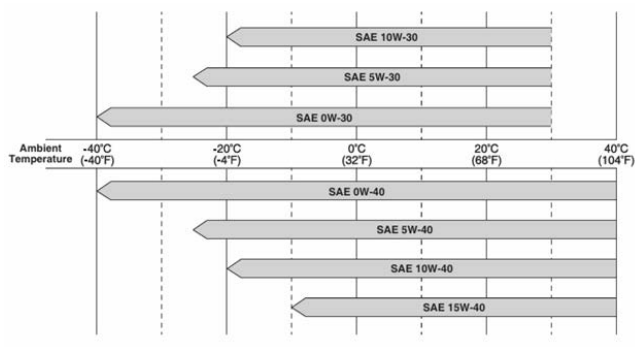 SAE 10W-30
SAE 5W-30
SAE 0W-30
Ambient Temperature
-40°C
(-40°F)
-20°C
(-4°F)
0°C
(32°F)
20°C
(68°F)
40°C
(104°F)
SAE 0W-40
SAE 5W-40
SAE 10W-40
SAE 15W-40